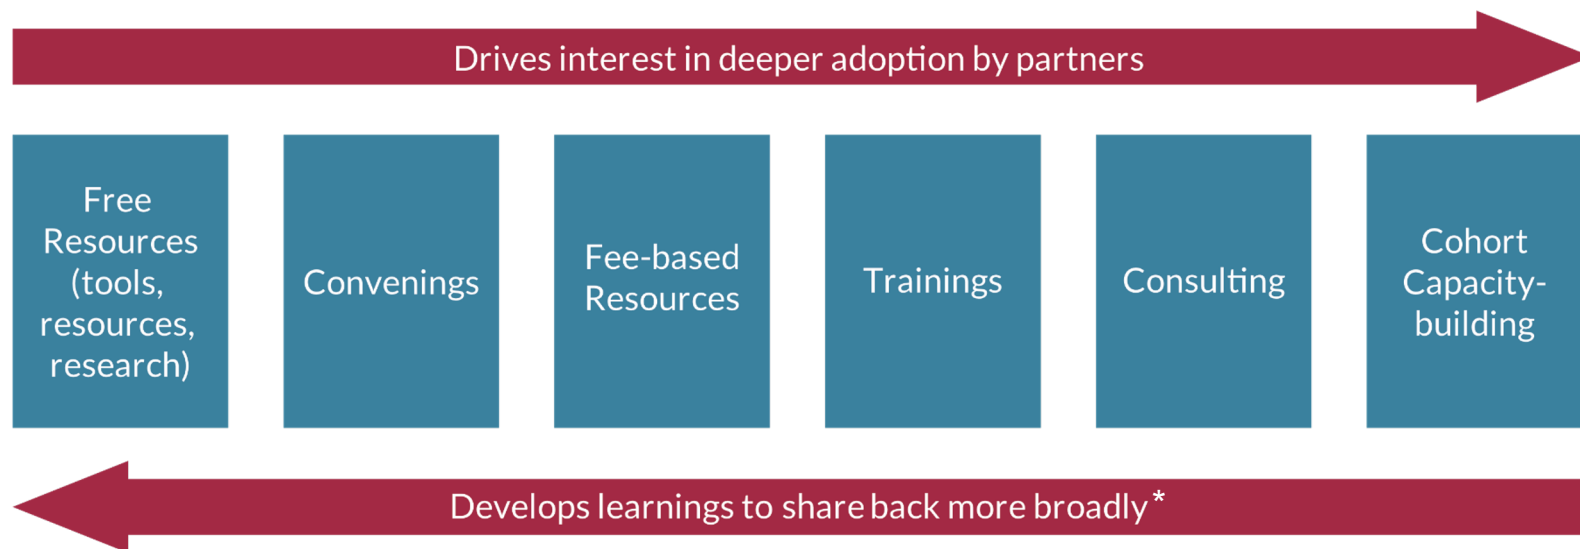 Drives interest in deeper adoption by partners
Free
Resources
(tools,
resources,
research)
Convenings
Fee-based
Resources
Trainings
Consulting
Cohort
Capacity-
building
Develops learnings to share back more broadly*